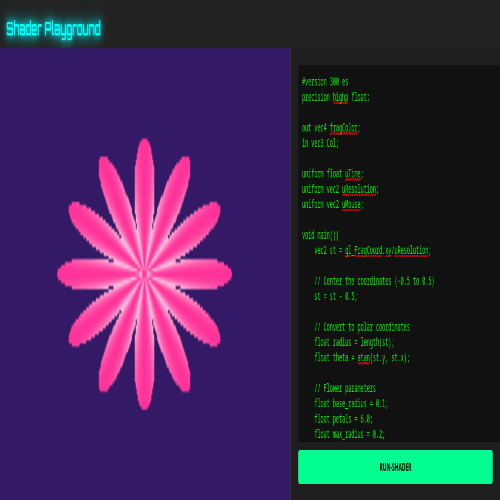 Shader Playground
#version 300 es
precision highp float;
out vec4 fragColor;
in vec3 Col;
uniform float uTime;
uniform vec2 uResolution;
uniform vec2 uMouse;
void main(){
vec2 st = gl_FragCoord.xy/uResolution;
// Center the coordinates (-0.5 to 0.5)
st = st - 0.5;
// Convert to polar coordinates
float radius = length(st);
float theta = atan(st.y, st.x);
// Flower parameters
float base_radius = 0.1;
float petals = 6.0;
float max_radius = 0.2;
RUN-SHADER